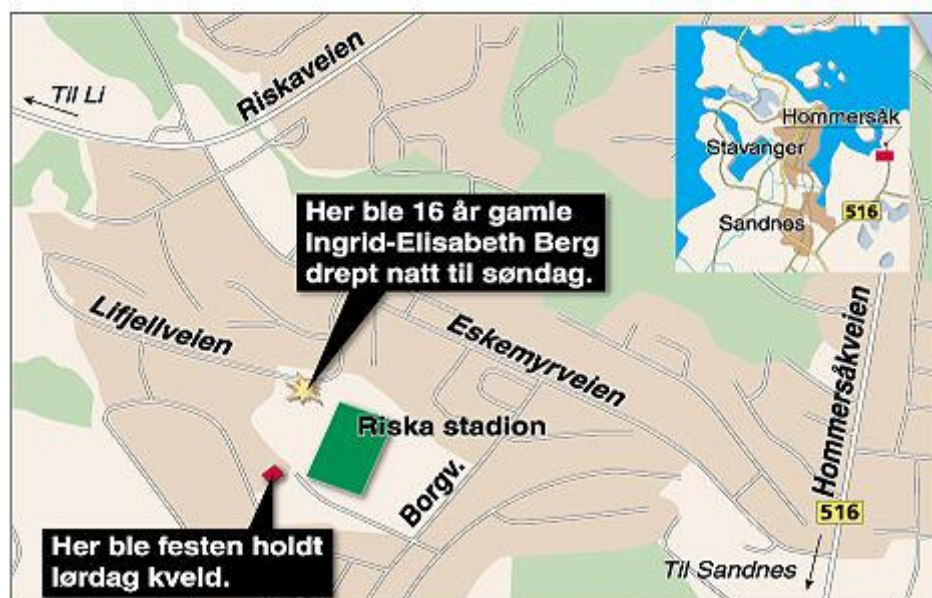 Til Li
Riskaveien
Hommersåk
Stavanger
Sandnes
516
Her ble 16 år gamle
Ingrid-Elisabeth Berg
drept natt til søndag.
Lifjellveien
Eskemyrveien
Hommersåkveien
Riska stadion
Borgv.
516
Her ble festen holdt
lørdag kveld.
Til Sandnes